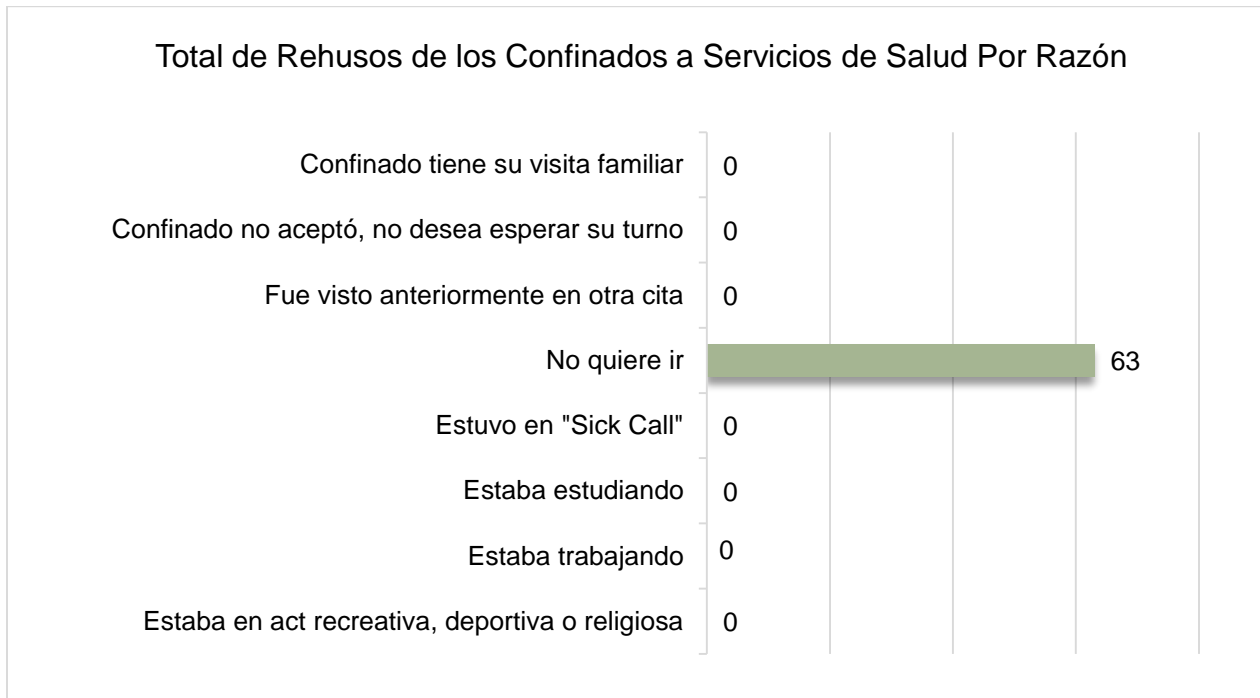 Total de Rehusos de los Confinados a Servicios de Salud Por Razón
Confinado tiene su visita familiar 0
Confinado no aceptó, no desea esperar su turno 0
Fue visto anteriormente en otra cita 0
No quiere ir 63
Estuvo en "Sick Call" 0
Estaba estudiando 0
Estaba trabajando 0
Estaba en act recreativa, deportiva o religiosa 0